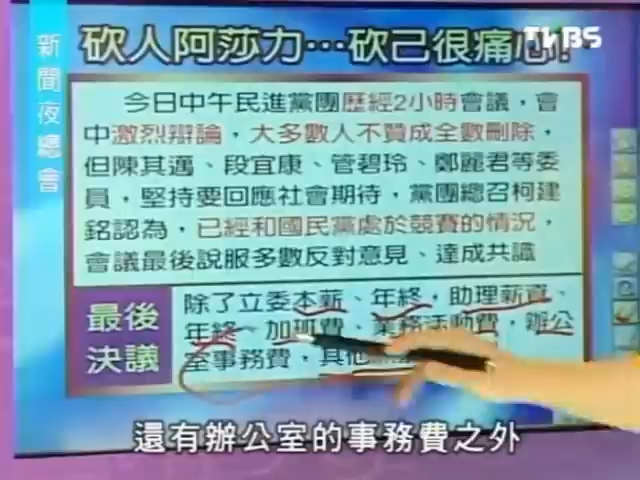 新聞夜總會
砍人阿莎力…砍己很痛心!
TVBS
今日中午民進黨團歷經2小時會議，會
中激烈辯論，大多數人不贊成全數刪除，
但陳其邁、段宜康、管碧玲、鄭麗君等委
員，堅持要回應社會期待，黨團總召柯建
銘認為，已經和國民黨處於競賽的情況，
會議最後說服多數反對意見、達成共識
最後
決議
除了立委本薪、年終，助理薪資、
年終、加班費、業務活動費，辦公
室事務費，其他
還有辦公室的事務費之外